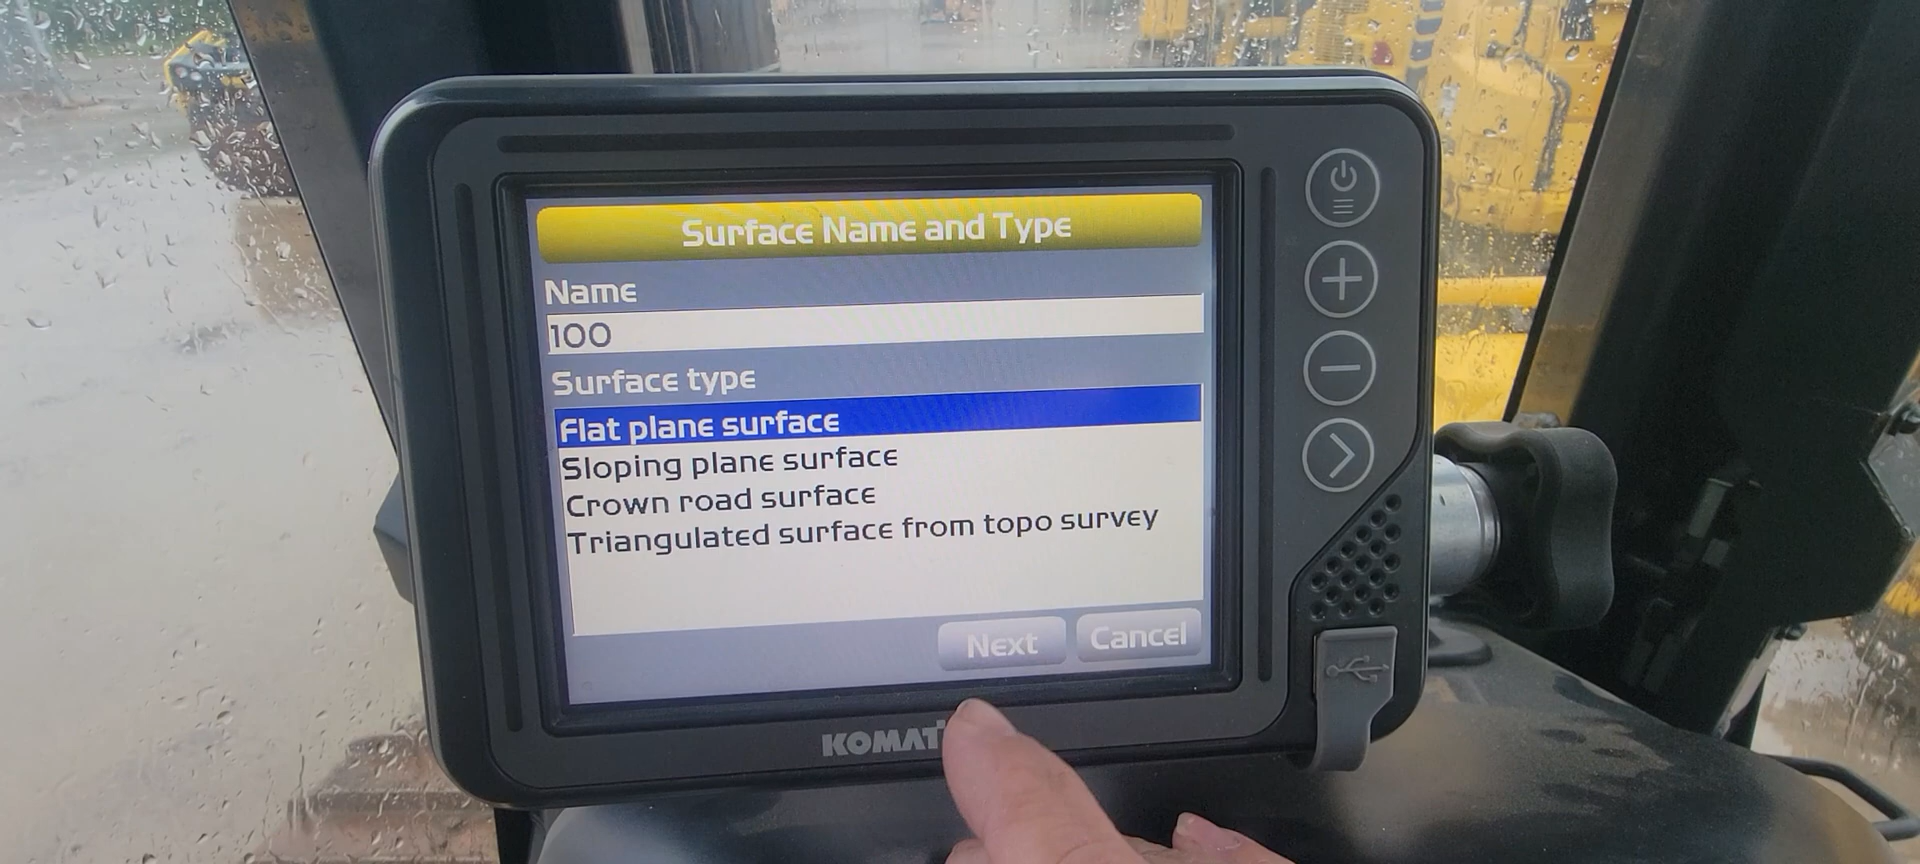 Surface Name and Type
Name
100
Surface type
Flat plane surface
Sloping plane surface
Crown road surface
Triangulated surface from topo survey
Next Cancel
KOMAT